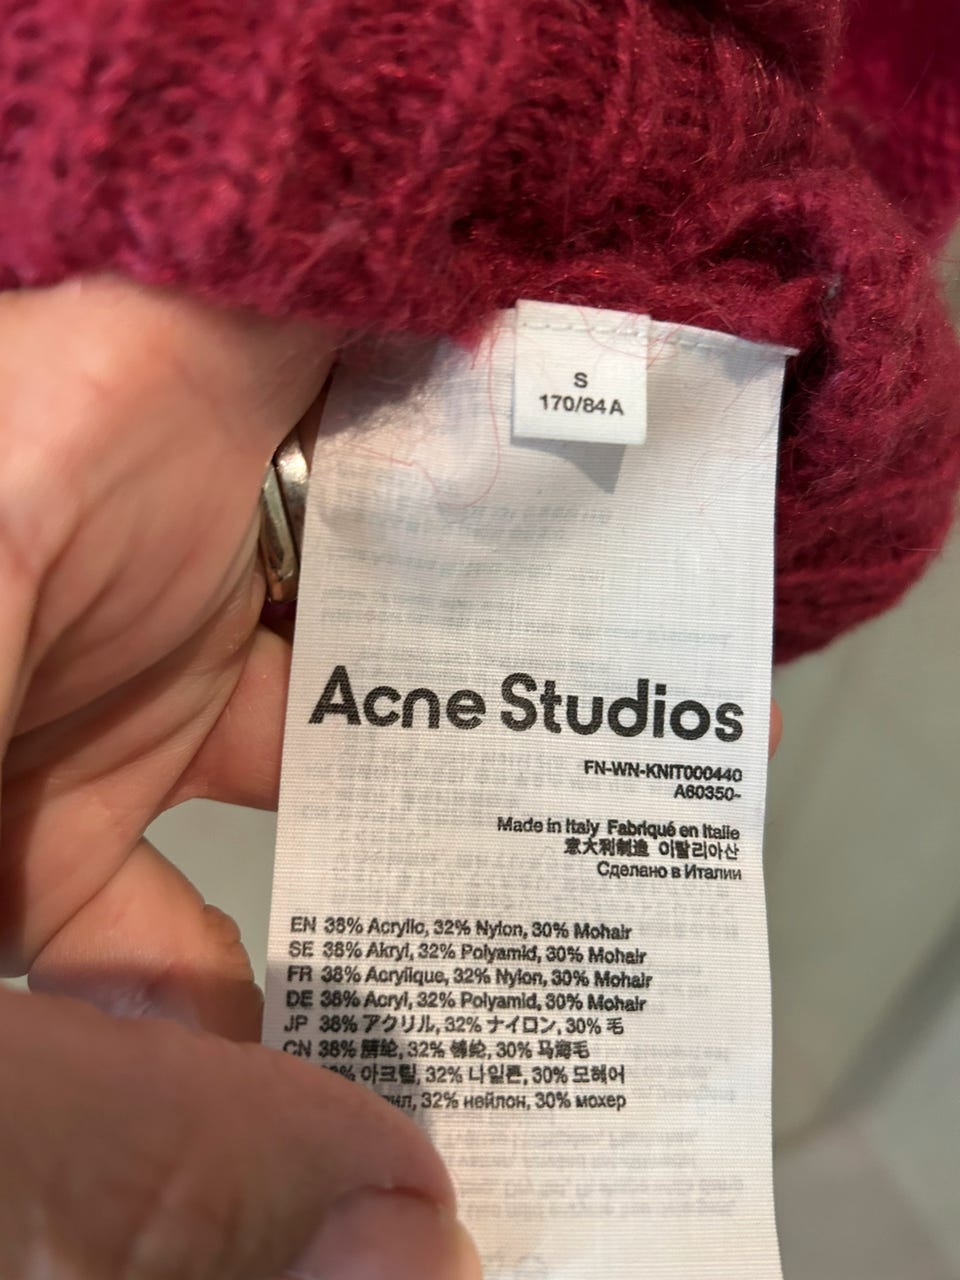 S
170/84A
Acne Studios
FN-WN-KNIT000440
A60350-
Made in Italy Fabriqué en Italie
意大利制造 이탈리아산
Сделано в Италии
EN 38% Acrylic, 32% Nylon, 30% Mohair
SE 38% Akryl, 32% Polyamid, 30% Mohair
FR 38% Acrylique, 32% Nylon, 30% Mohair
DE 38% Acryl, 32% Polyamid, 30% Mohair
JP 38% アクリル, 32% ナイロン, 30% 毛
CN 38% 腈纶, 32% 锦纶, 30% 马海毛
% 아크릴, 32% 나일론, 30% 모헤어
32% нейлон, 30% мохер